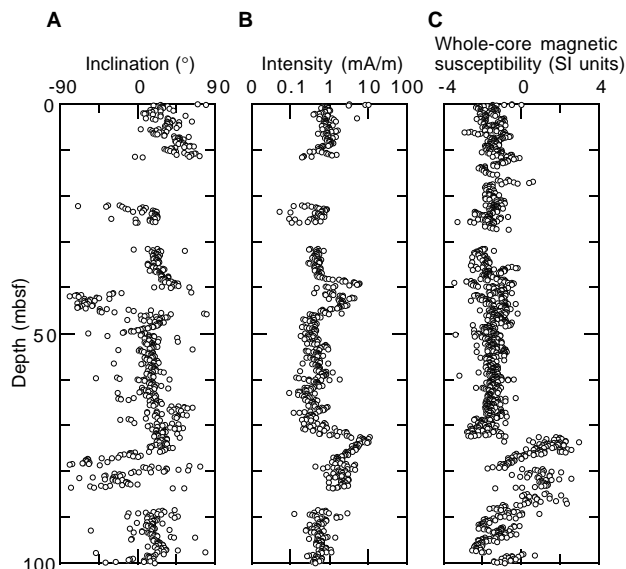 A B C
Inclination (°) Intensity (mA/m) Whole-core magnetic susceptibility (SI units)
-90 0 90 0 0.1 1 10 100 -4 0 4
0
50
100
Depth (mbsf)